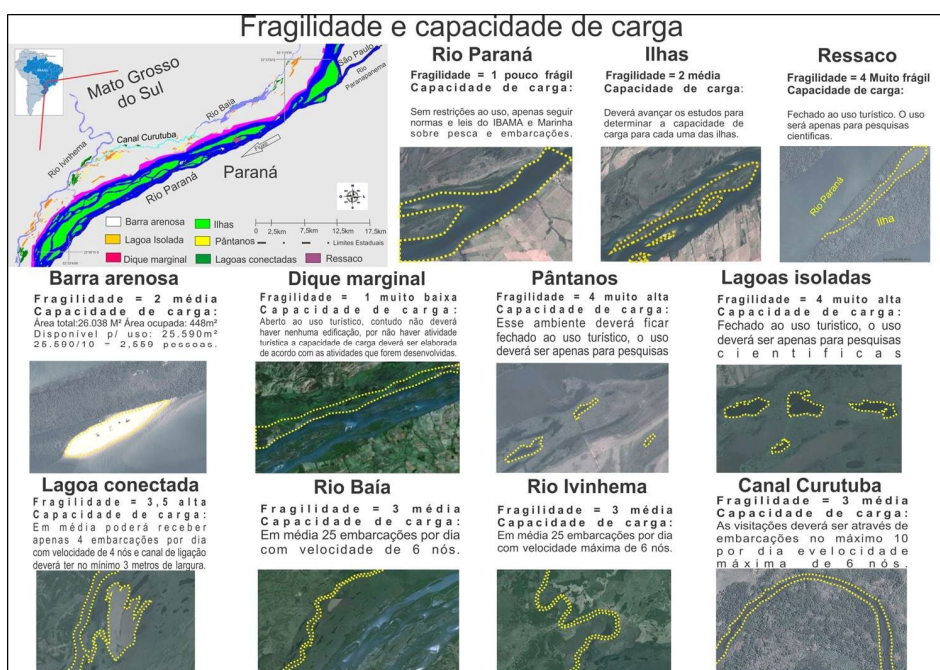 Fragilidade e capacidade de carga
Mato Grosso
do Sul
São Paulo
Rio
Paranapanema
Rio Baía
Canal Curutuba
Rio Ivinhema
Fluxo
Rio Paraná
Paraná
Barra arenosa
Ilhas
Lagoa Isolada
Pântanos
Dique marginal
Lagoas conectadas
Ressaco
0 2,5km 7,5km 12,5km 17,5km
Limites Estaduais
Rio Paraná
Fragilidade = 1 pouco frágil
Capacidade de carga:
Sem restrições ao uso, apenas seguir
normas e leis do IBAMA e Marinha
sobre pesca e embarcações.
Ilhas
Fragilidade = 2 média
Capacidade de carga:
Deverá avançar os estudos para
determinar a capacidade de
carga para cada uma das ilhas.
Ressaco
Fragilidade = 4 Muito frágil
Capacidade de carga:
Fechado ao uso turístico. O uso
será apenas para pesquisas
cientificas.
Rio Paraná
Ilha
Barra arenosa
Fragilidade = 2 média
Capacidade de carga:
Área total:26.038 M² Área ocupada: 448m²
Disponível p/ uso: 25.590m²
25.590/10 = 2,559 pessoas.
Dique marginal
Fragilidade = 1 muito baixa
Capacidade de carga:
Aberto ao uso turístico, contudo não deverá
haver nenhuma edificação, por não haver atividade
turística a capacidade de carga deverá ser elaborada
de acordo com as atividades que forem desenvolvidas.
Pântanos
Fragilidade = 4 muito alta
Capacidade de carga:
Esse ambiente deverá ficar
fechado ao uso turístico, o uso
deverá ser apenas para pesquisas
Lagoas isoladas
Fragilidade = 4 muito alta
Capacidade de carga:
Fechado ao uso turistico, o uso
deverá ser apenas para pesquisas
cientificas
Lagoa conectada
Fragilidade = 3,5 alta
Capacidade de carga:
Em média poderá receber
apenas 4 embarcações por dia
com velocidade de 4 nós e canal de ligação
deverá ter no mínimo 3 metros de largura.
Rio Baía
Fragilidade = 3 média
Capacidade de carga:
Em média 25 embarcações por dia
com velocidade de 6 nós.
Rio Ivinhema
Fragilidade = 3 média
Capacidade de carga:
Em média 25 embarcações por dia
com velocidade máxima de 6 nós.
Canal Curutuba
Fragilidade = 3 média
Capacidade de carga:
As visitações deverá ser através de
embarcações no máximo 10
por dia evelocidade
máxima de 6 nós.